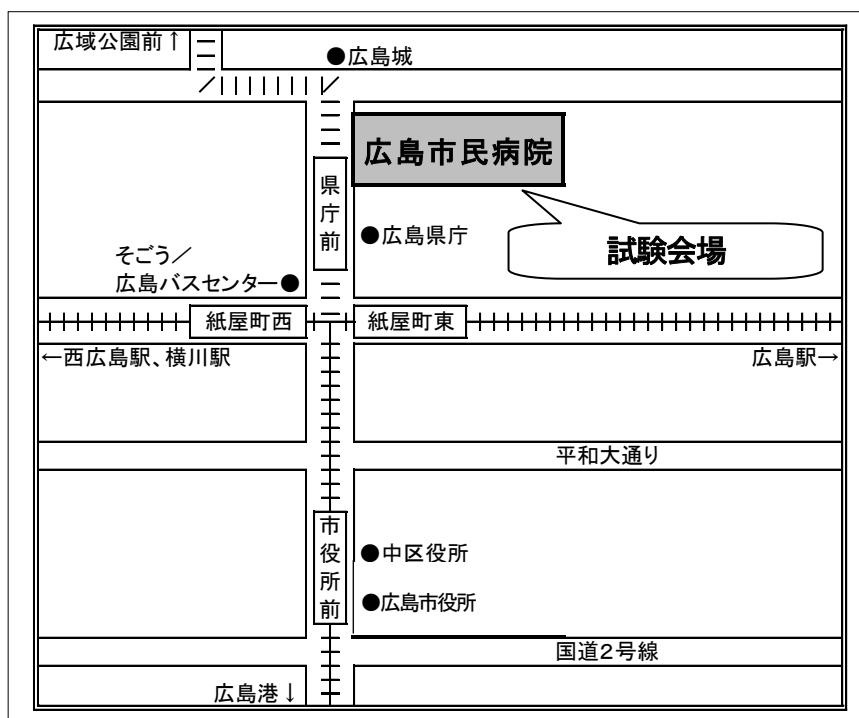 広域公園前↑
●広島城
広島市民病院
県庁前
●広島県庁
試験会場
そごう／
広島バスセンター●
紙屋町西
紙屋町東
←西広島駅、横川駅
広島駅→
平和大通り
市役所前
●中区役所
●広島市役所
国道2号線
広島港↓